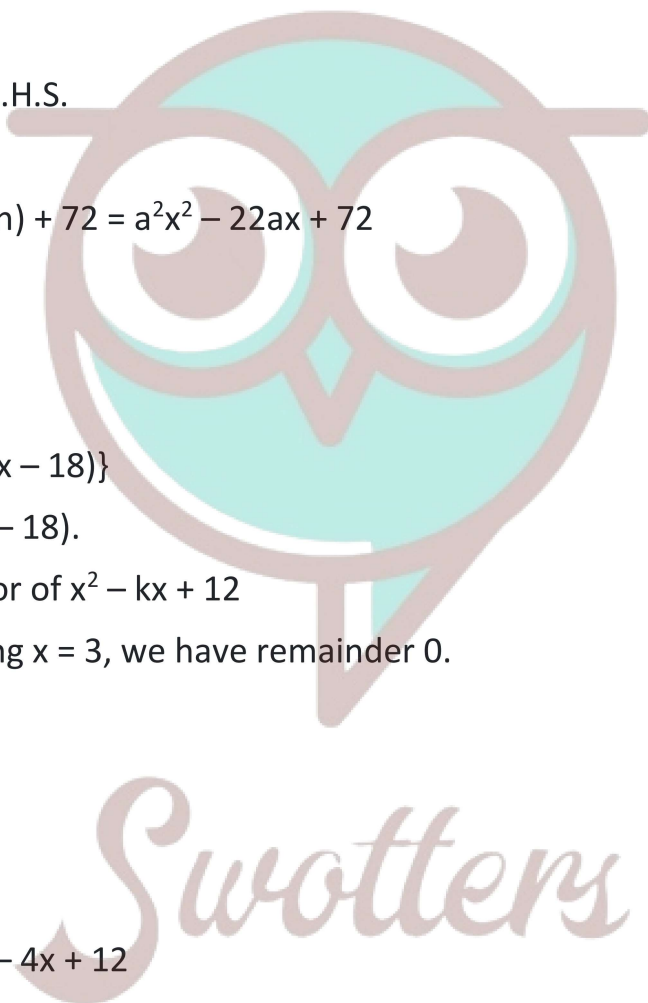 .H.S.
n) + 72 = a²x² – 22ax + 72
x – 18)}
– 18).
or of x² – kx + 12
ng x = 3, we have remainder 0.
Swotters
– 4x + 12